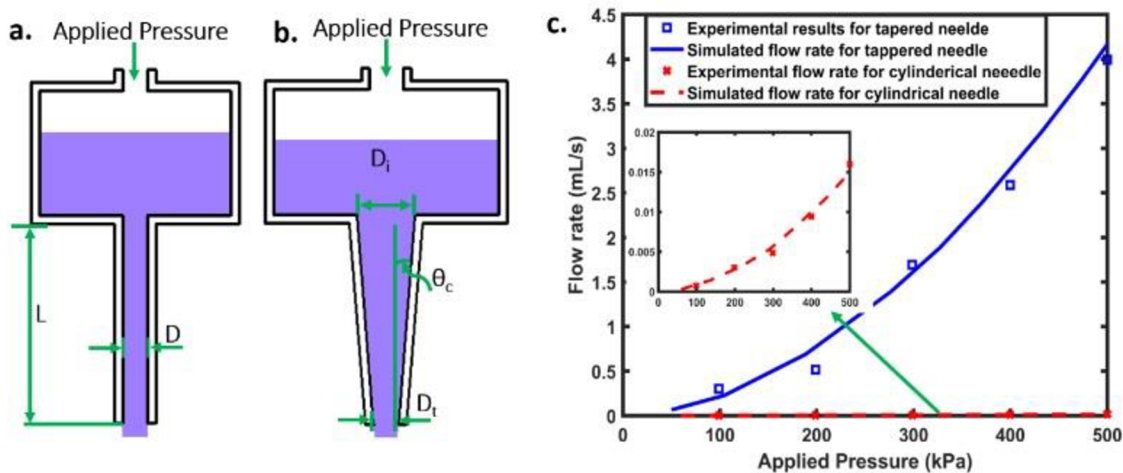 a.
Applied Pressure
L
D
b.
Applied Pressure
Di
θc
Dt
c.
4.5
4
3.5
3
2.5
2
1.5
1
0.5
0
Flow rate (mL/s)
Experimental results for tapered neelde
Simulated flow rate for tappered needle
Experimental flow rate for cylinderical neeedle
Simulated flow rate for cylindrical needle
0.02
0.015
0.01
0.005
0
100 200 300 400 500
0 100 200 300 400 500
Applied Pressure (kPa)